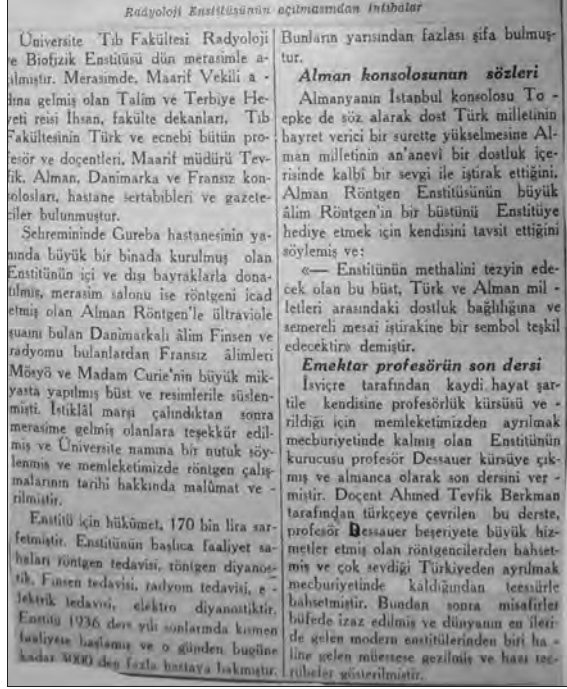 Radyoloji Enstitüsünün açılmasından intıbalar
Üniversite Tıb Fakültesi Radyoloji
ve Biofizik Enstitüsü dün merasimle a-
çılmıştır. Merasimde, Maarif Vekili a -
dına gelmiş olan Talim ve Terbiye He-
yeti reisi İhsan, fakülte dekanları, Tıb
Fakültesinin Türk ve ecnebi bütün pro-
fesör ve doçentleri, Maarif müdürü Tev-
fik, Alman, Danimarka ve Fransız kon-
solosları, hastane sertabibleri ve gazete-
ciler bulunmuştur.
Şehremininde Gureba hastanesinin ya-
nında büyük bir binada kurulmuş olan
Enstitünün içi ve dışı bayraklarla dona-
tılmış, merasim salonu ise röntgeni icad
etmiş olan Alman Röntgen'le ültraviole
şuaını bulan Danimarkalı âlim Finsen ve
radyomu bulanlardan Fransız âlimleri
Mösyö ve Madam Curie'nin büyük mik-
yasta yapılmış büst ve resimlerile süslen-
mişti. İstiklâl marşı çalındıktan sonra
merasime gelmiş olanlara teşekkür edil-
miş ve Üniversite namına bir nutuk söy-
lenmiş ve memleketimizde röntgen çalış-
malarının tarihi hakkında malûmat ve -
rilmiştir.
Enstitü için hükûmet, 170 bin lira sar-
fetmiştir. Enstitünün başlıca faaliyet sa-
haları röntgen tedavisi, röntgen diyanos-
tik, Finsen tedavisi, radyom tedavisi, e -
lektrik tedavisi, elektro diyanostiktir.
Enstitü 1936 ders yılı sonlarında kısmen
faaliyete başlamış ve o günden bugüne
kadar 3000 den fazla hastaya bakmıştır.
Bunların yarısından fazlası şifa bulmuş-
tur.
Alman konsolosunun sözleri
Almanyanın İstanbul konsolosu To -
epke de söz alarak dost Türk milletinin
hayret verici bir surette yükselmesine Al-
man milletinin an'anevî bir dostluk içe-
risinde kalbî bir sevgi ile iştirak ettiğini,
Alman Röntgen Enstitüsünün büyük
âlim Röntgen'in bir büstünü Enstitüye
hediye etmek için kendisini tavsit ettiğini
söylemiş ve:
«— Enstitünün methalini tezyin ede-
cek olan bu büst, Türk ve Alman mil -
letleri arasındaki dostluk bağlılığına ve
semereli mesai iştirakine bir sembol teşkil
edecektir» demiştir.
Emektar profesörün son dersi
İsviçre tarafından kaydi hayat şar-
tile kendisine profesörlük kürsüsü ve -
rildiği için memleketimizden ayrılmak
mecburiyetinde kalmış olan Enstitünün
kurucusu profesör Dessauer kürsüye çık-
mış ve almanca olarak son dersini ver -
miştir. Doçent Ahmed Tevfik Berkman
tarafından türkçeye çevrilen bu derste,
profesör Dessauer beşeriyete büyük hiz-
metler etmiş olan röntgencilerden bahset-
miş ve çok sevdiği Türkiyeden ayrılmak
mecburiyetinde kaldığından teessürle
bahsetmiştir. Bundan sonra misafirler
büfede izaz edilmiş ve dünyanın en ileri-
de gelen modern enstitülerinden biri ha -
line gelen müessese gezilmiş ve bazı tec-
rübeler gösterilmiştir.